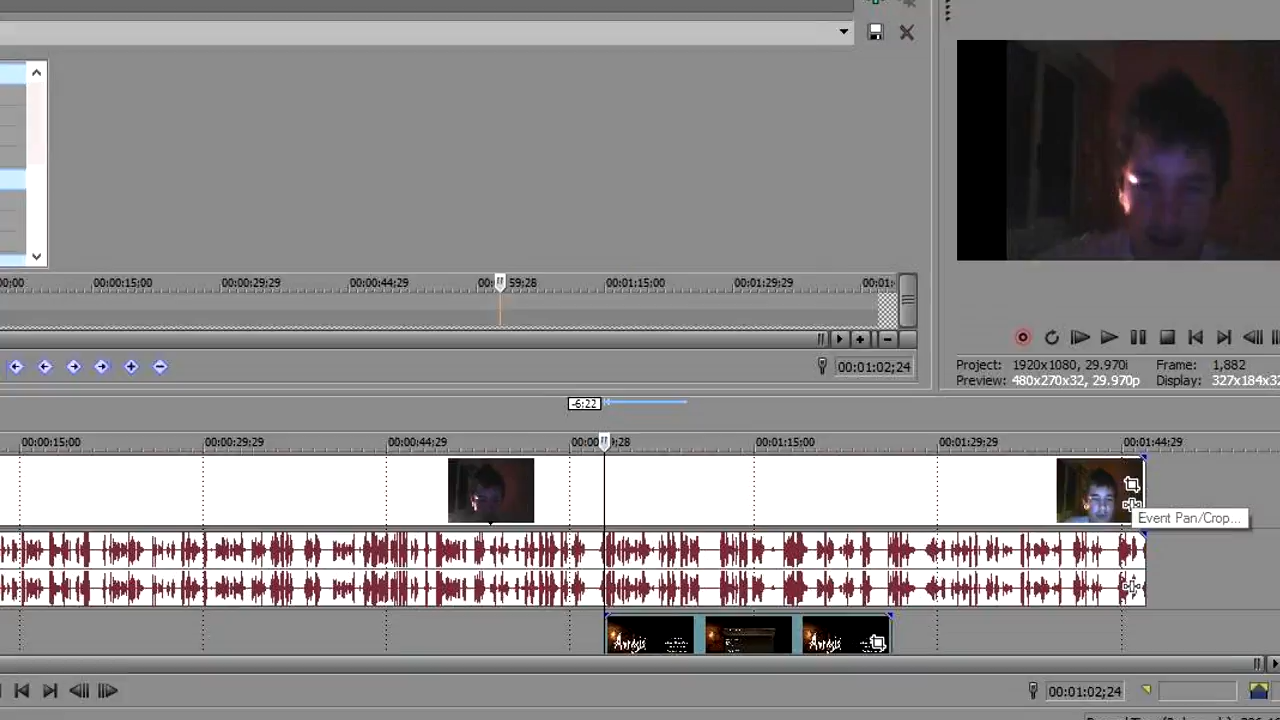 00:00:15;00 00:00:29;29 00:00:44;29 59:28 00:01:15;00 00:01:29;29 00:01:
00:01:02;24
Project: 1920x1080, 29.970i Frame: 1,882
Preview: 480x270x32, 29.970p Display: 327x184x32
-6:22
00:00:15;00 00:00:29;29 00:00:44;29 00:00 :28 00:01:15;00 00:01:29;29 00:01:44;29
Event Pan/Crop...
00:01:02;24